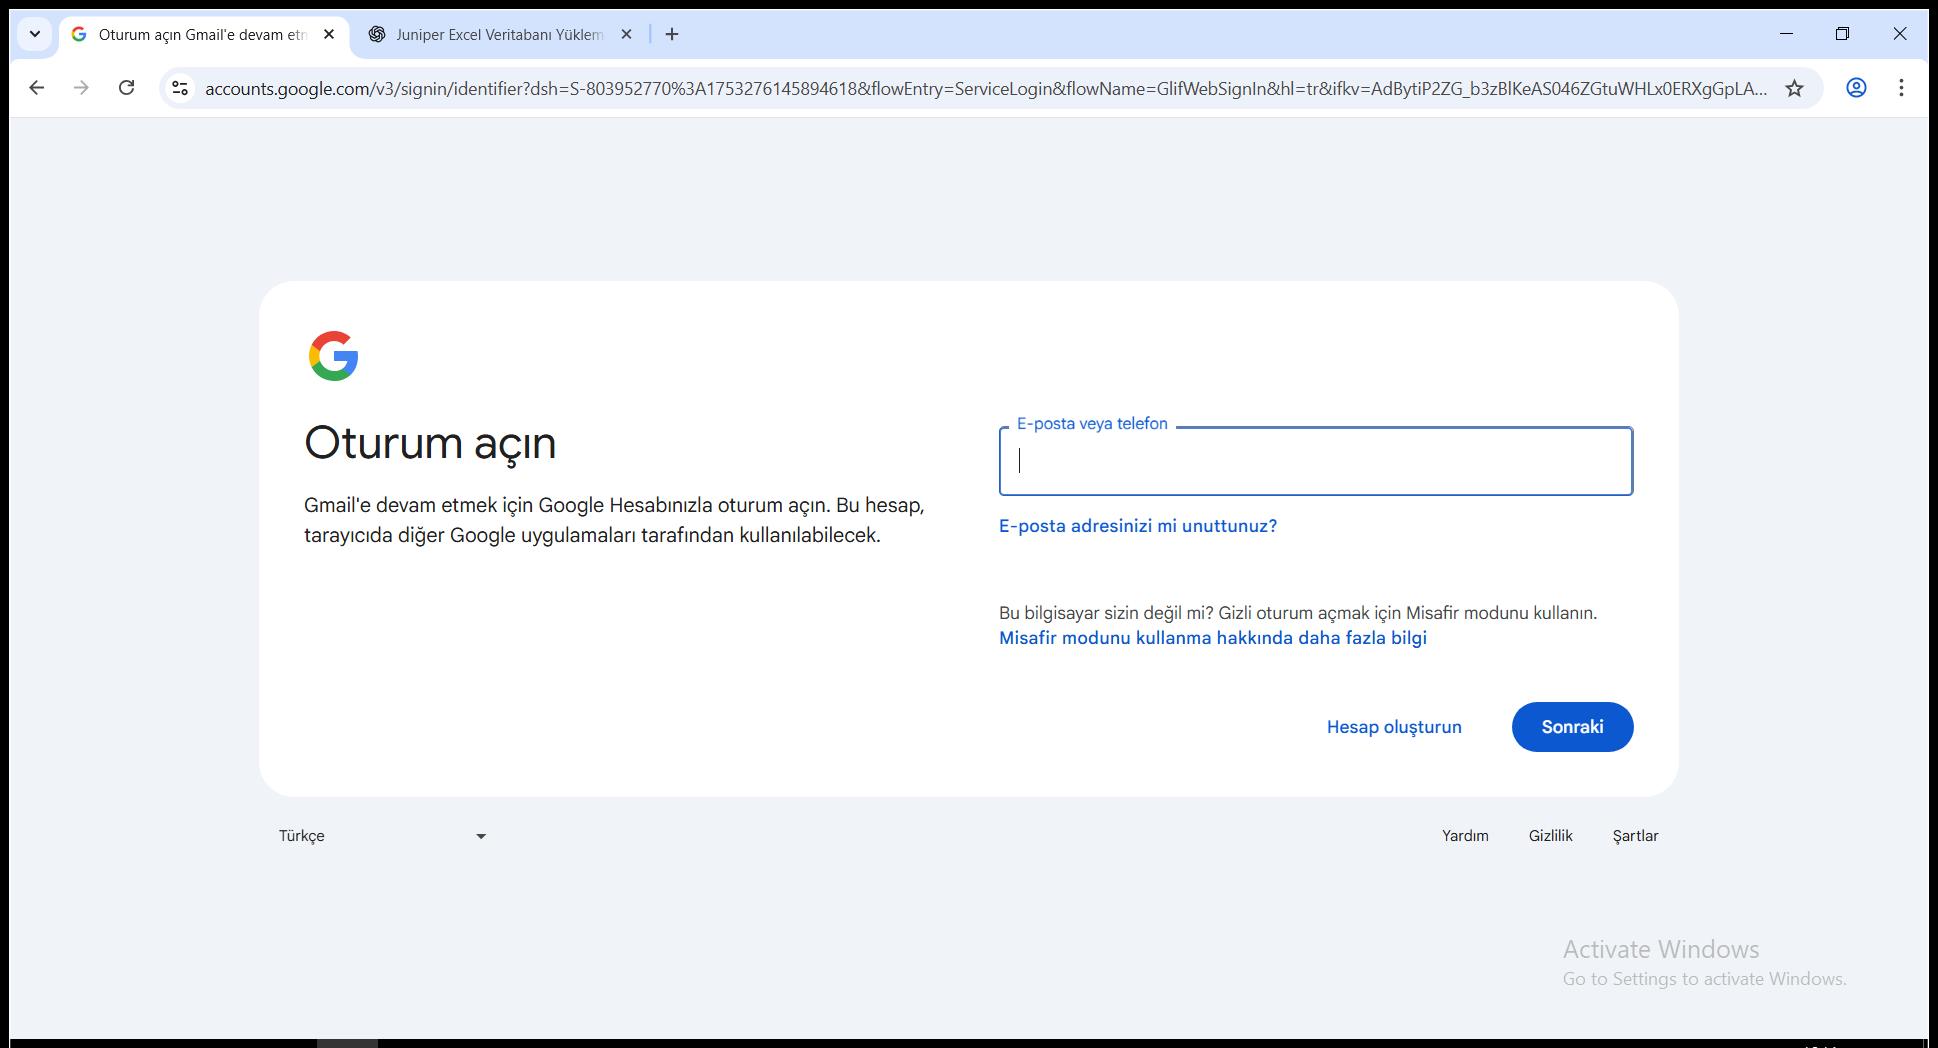 Oturum açın Gmail'e devam etm
Juniper Excel Veritabanı Yüklem
accounts.google.com/v3/signin/identifier?dsh=S-803952770%3A1753276145894618&flowEntry=ServiceLogin&flowName=GlifWebSignIn&hl=tr&ifkv=AdBytiP2ZG_b3zBlKeAS046ZGtuWHLx0ERXgGpLA...
Oturum açın
Gmail'e devam etmek için Google Hesabınızla oturum açın. Bu hesap,
tarayıcıda diğer Google uygulamaları tarafından kullanılabilecek.
E-posta veya telefon
E-posta adresinizi mi unuttunuz?
Bu bilgisayar sizin değil mi? Gizli oturum açmak için Misafir modunu kullanın.
Misafir modunu kullanma hakkında daha fazla bilgi
Hesap oluşturun
Sonraki
Türkçe
Yardım
Gizlilik
Şartlar
Activate Windows
Go to Settings to activate Windows.